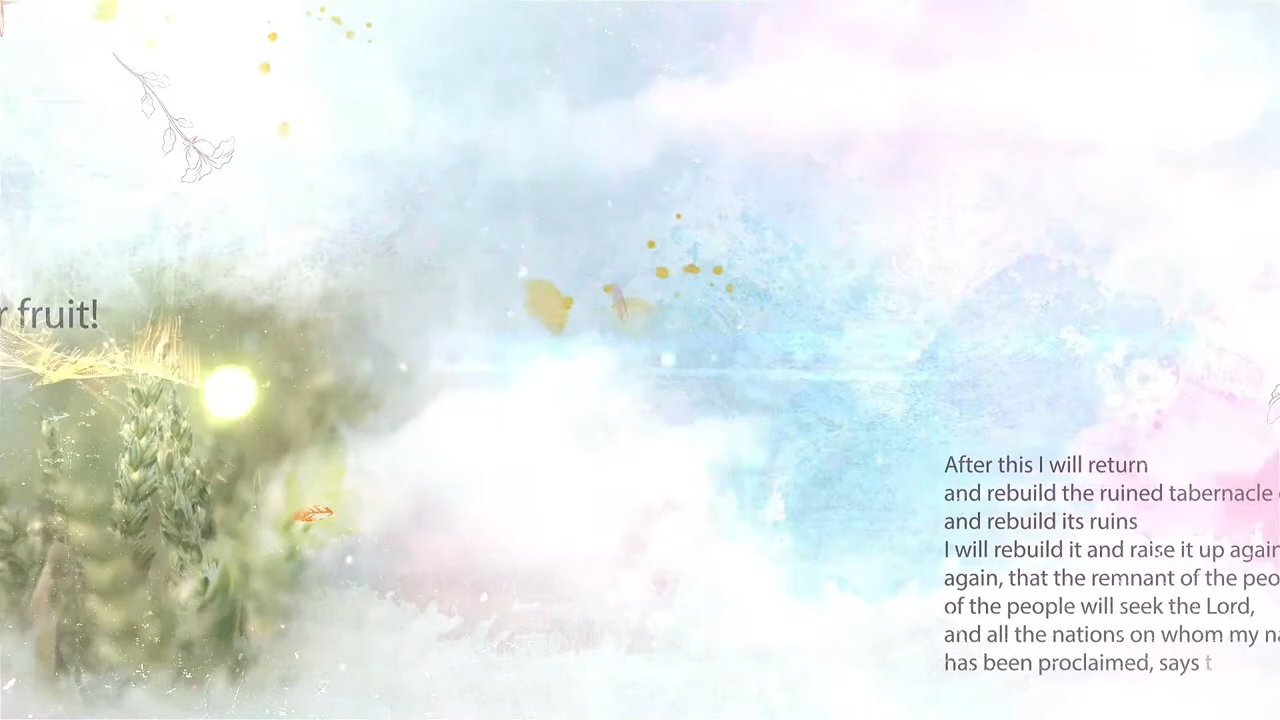 r fruit!
After this I will return
and rebuild the ruined tabernacle
and rebuild its ruins
I will rebuild it and raise it up again
again, that the remnant of the peo
of the people will seek the Lord,
and all the nations on whom my na
has been proclaimed, says t